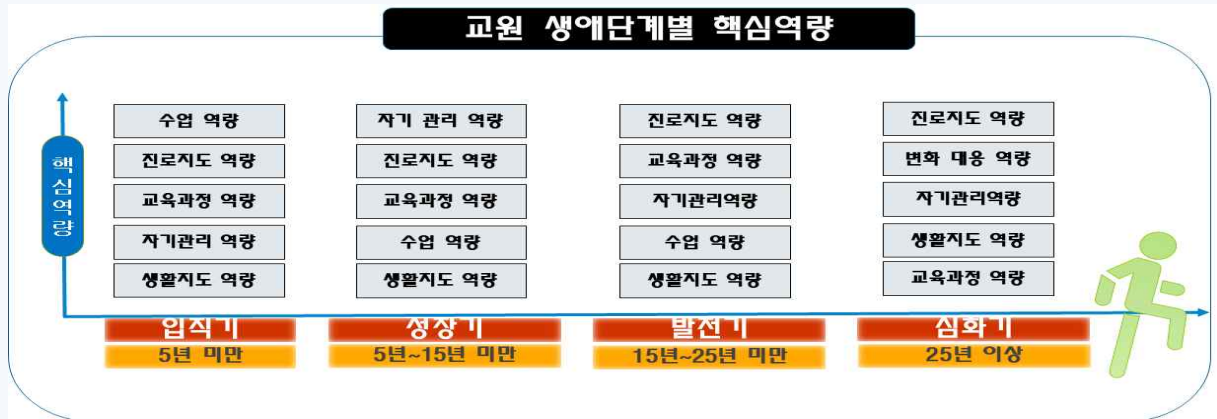 교원 생애단계별 핵심역량
핵심역량
수업 역량
진로지도 역량
교육과정 역량
자기관리 역량
생활지도 역량
자기 관리 역량
진로지도 역량
교육과정 역량
수업 역량
생활지도 역량
진로지도 역량
교육과정 역량
자기관리역량
수업 역량
생활지도 역량
진로지도 역량
변화 대응 역량
자기관리역량
생활지도 역량
교육과정 역량
입직기
5년 미만
성장기
5년~15년 미만
발전기
15년~25년 미만
심화기
25년 이상